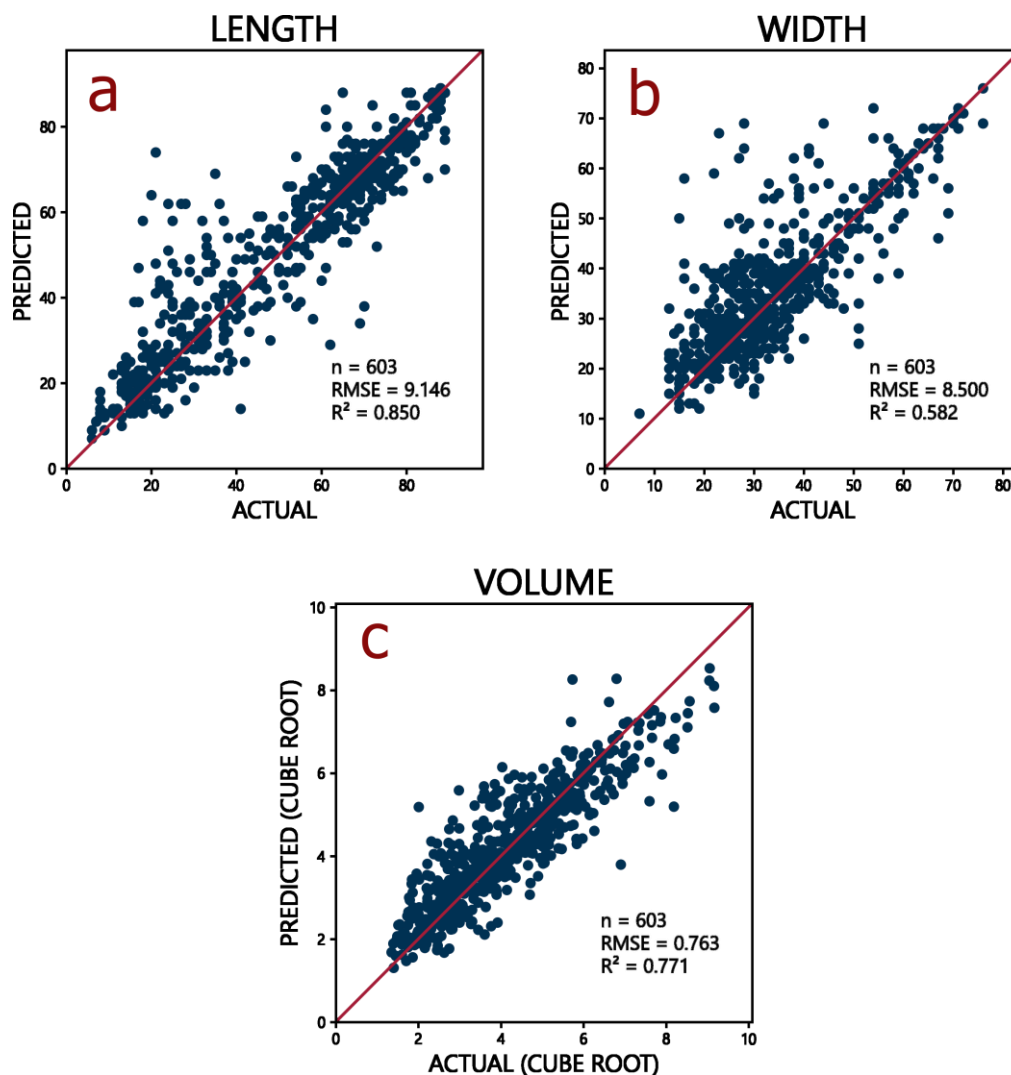 LENGTH
a
PREDICTED
80
60
40
20
0
n = 603
RMSE = 9.146
R² = 0.850
0 20 40 60 80
ACTUAL
WIDTH
b
PREDICTED
80
70
60
50
40
30
20
10
0
n = 603
RMSE = 8.500
R² = 0.582
0 10 20 30 40 50 60 70 80
ACTUAL
VOLUME
c
PREDICTED (CUBE ROOT)
10
8
6
4
2
0
n = 603
RMSE = 0.763
R² = 0.771
0 2 4 6 8 10
ACTUAL (CUBE ROOT)